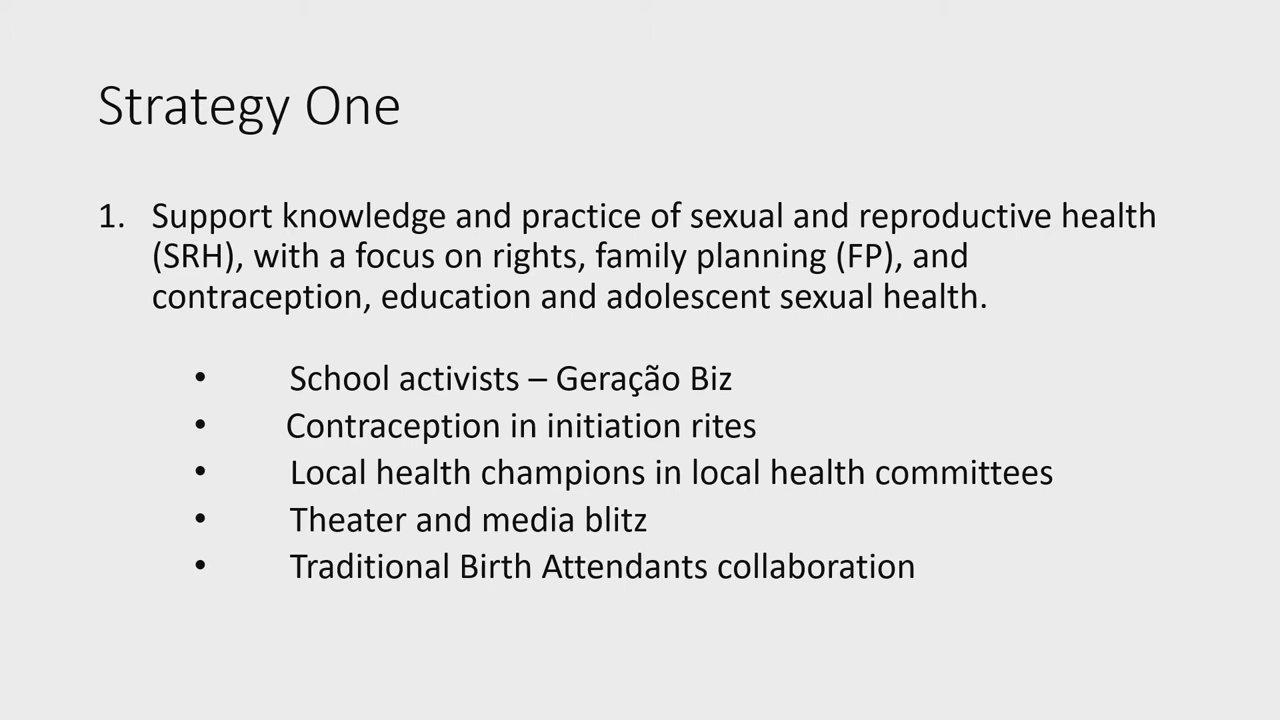 Strategy One
1. Support knowledge and practice of sexual and reproductive health
(SRH), with a focus on rights, family planning (FP), and
contraception, education and adolescent sexual health.
• School activists – Geração Biz
• Contraception in initiation rites
• Local health champions in local health committees
• Theater and media blitz
• Traditional Birth Attendants collaboration